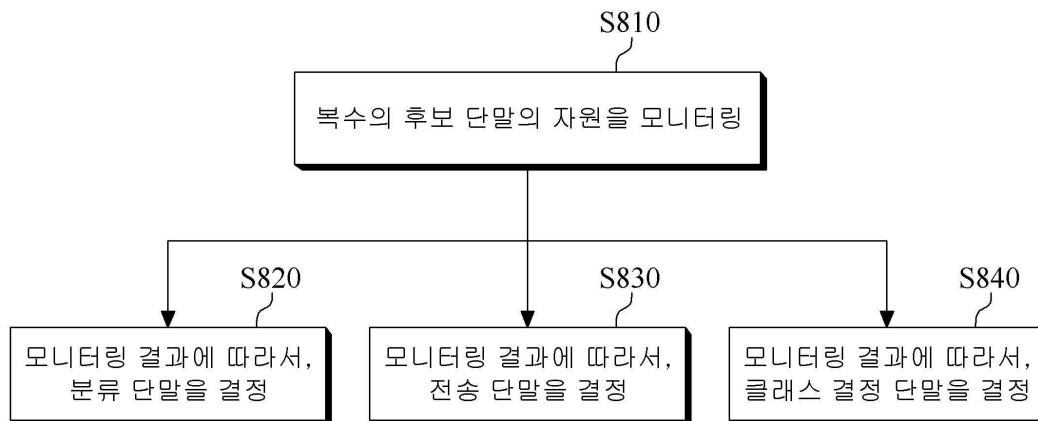 S810
복수의 후보 단말의 자원을 모니터링
S820
S830
S840
모니터링 결과에 따라서,
분류 단말을 결정
모니터링 결과에 따라서,
전송 단말을 결정
모니터링 결과에 따라서,
클래스 결정 단말을 결정